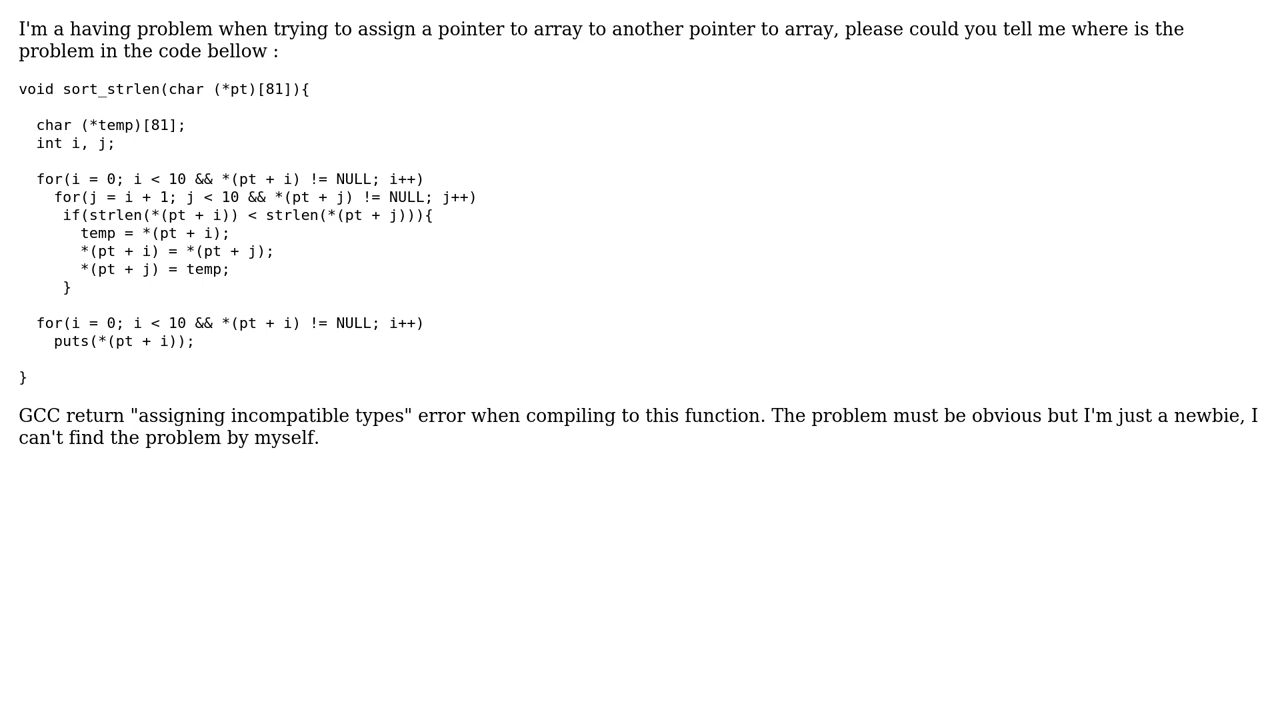 I'm a having problem when trying to assign a pointer to array to another pointer to array, please could you tell me where is the
problem in the code bellow :
void sort_strlen(char (*pt)[81]){
char (*temp)[81];
int i, j;
for(i = 0; i < 10 && *(pt + i) != NULL; i++)
for(j = i + 1; j < 10 && *(pt + j) != NULL; j++)
if(strlen(*(pt + i)) < strlen(*(pt + j))){
temp = *(pt + i);
*(pt + i) = *(pt + j);
*(pt + j) = temp;
}
for(i = 0; i < 10 && *(pt + i) != NULL; i++)
puts(*(pt + i));
}
GCC return "assigning incompatible types" error when compiling to this function. The problem must be obvious but I'm just a newbie, I
can't find the problem by myself.